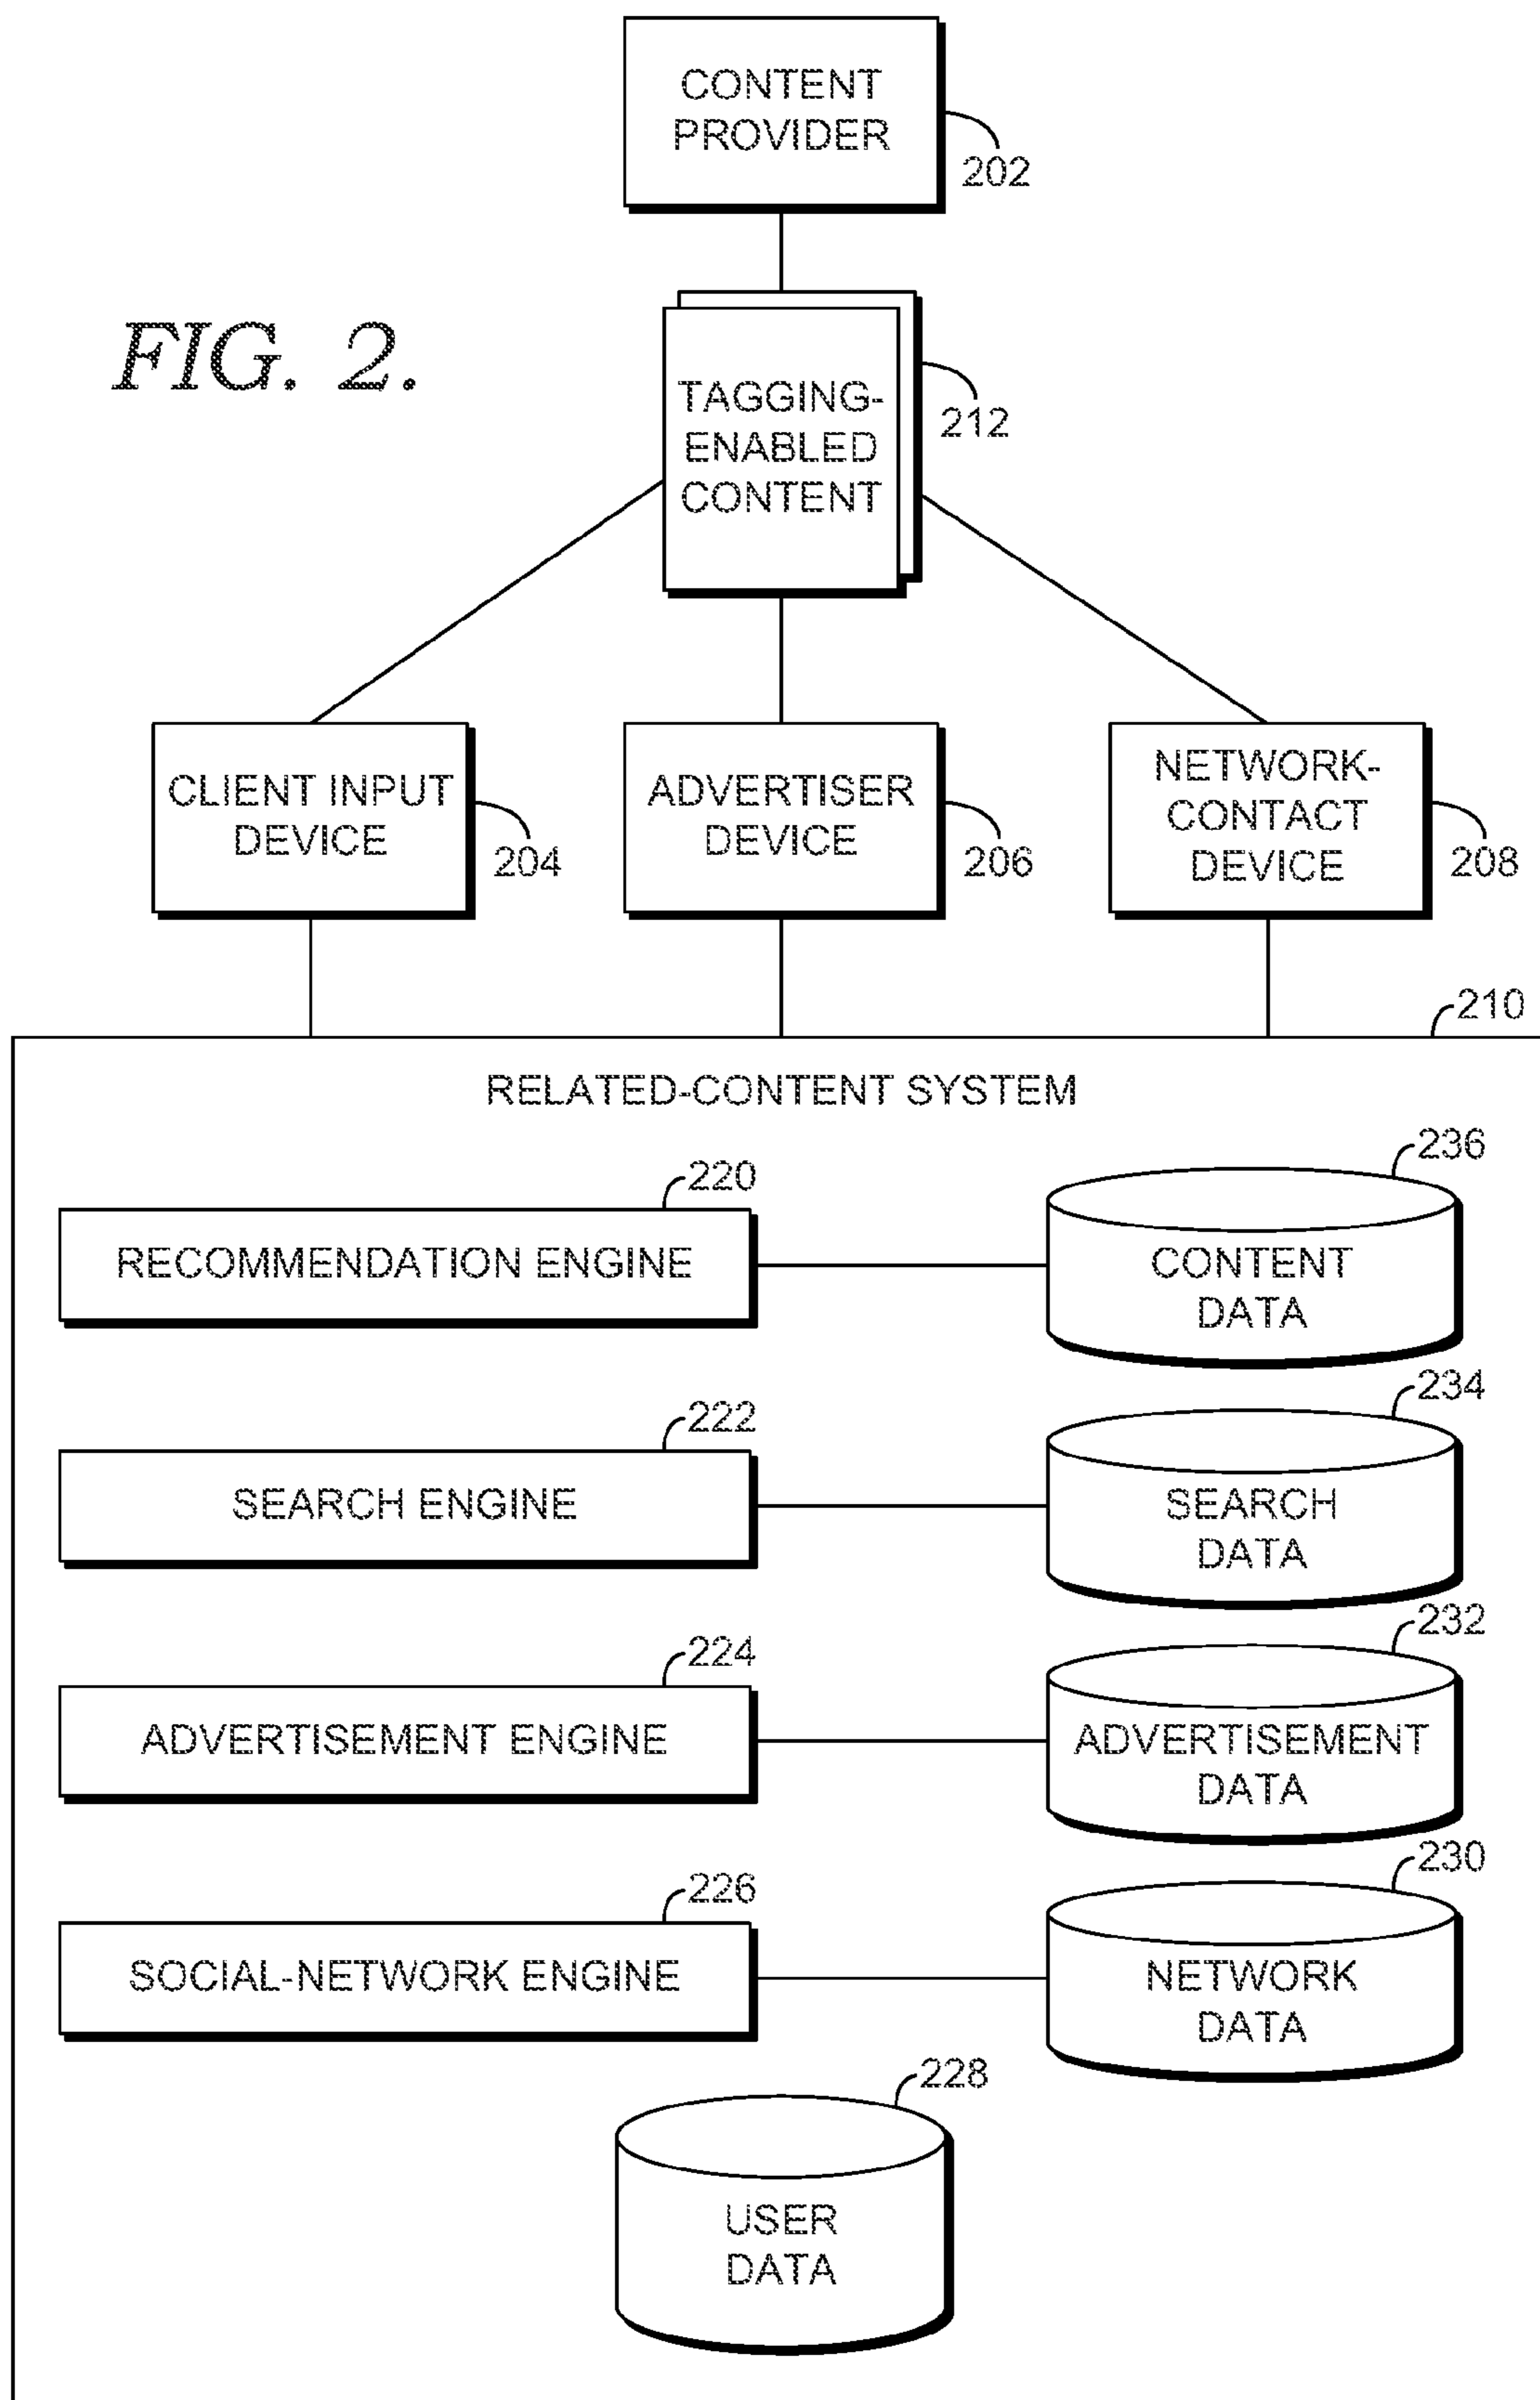 CONTENT
PROVIDER
202
FIG. 2.
TAGGING-
ENABLED
CONTENT
212
CLIENT INPUT
DEVICE
204
ADVERTISER
DEVICE
206
NETWORK-
CONTACT
DEVICE
208
210
RELATED-CONTENT SYSTEM
220
RECOMMENDATION ENGINE
236
CONTENT
DATA
222
SEARCH ENGINE
234
SEARCH
DATA
224
ADVERTISEMENT ENGINE
232
ADVERTISEMENT
DATA
226
SOCIAL-NETWORK ENGINE
230
NETWORK
DATA
228
USER
DATA